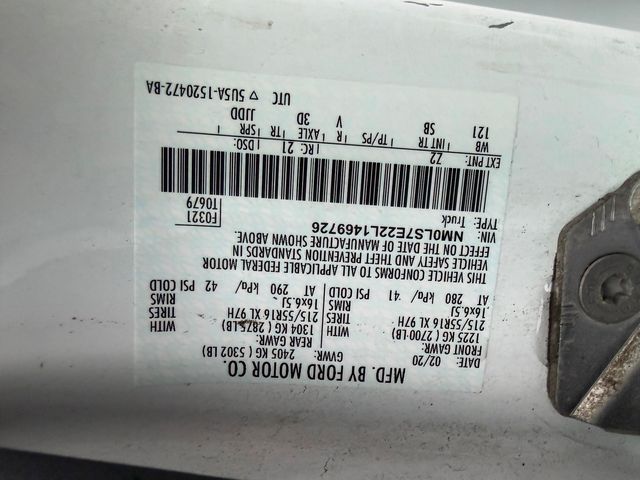 MFD. BY FORD MOTOR CO.
DATE: 02/20 GVWR: 2405 KG ( 5302 LB)
FRONT GAWR: REAR GAWR:
1225 KG ( 2700 LB) 1304 KG ( 2875 LB)
WITH WITH
215/55R16 XL 97H TIRES 215/55R16 XL 97H TIRES
16x6.5J RIMS 16x6.5J RIMS
AT 280 kPa/ 41 PSI COLD AT 290 kPa/ 42 PSI COLD
THIS VEHICLE CONFORMS TO ALL APPLICABLE FEDERAL MOTOR
VEHICLE SAFETY AND THEFT PREVENTION STANDARDS IN
EFFECT ON THE DATE OF MANUFACTURE SHOWN ABOVE.
VIN: NM0LS7E22L1469726
TYPE: Truck
F0321
T0679
EXT PNT: Z2 RC: 21 DSO:
WB INT TR TP/PS R AXLE TR SPR
121 SB V 3D JJDD
UTC ▽ 5U5A-1520472-BA